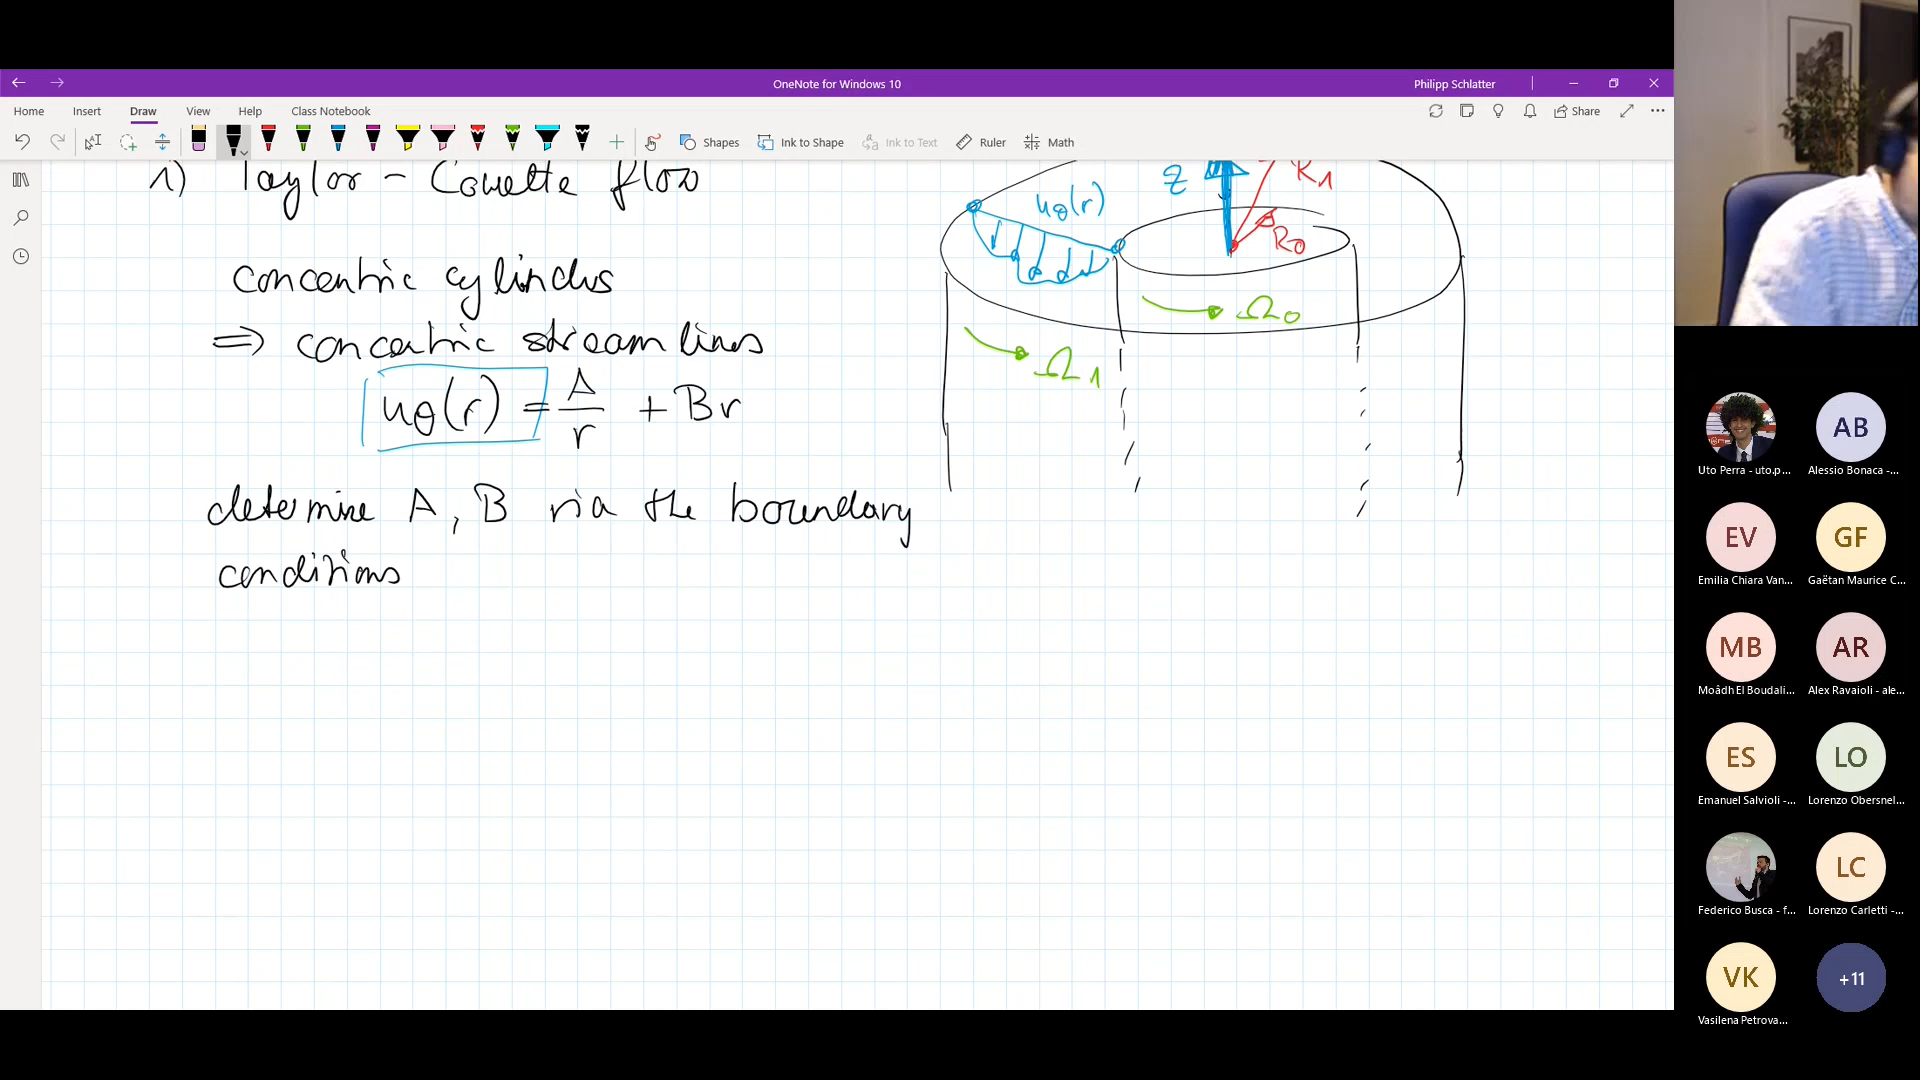 OneNote for Windows 10
Philipp Schlatter
Home Insert Draw View Help Class Notebook
Share
Shapes Ink to Shape Ink to Text Ruler Math
1) Taylor - Couette flow
concentric cylinders
⇒ concentric streamlines
uθ(r) = A/r + Br
determine A, B via the boundary
conditions
z
R1
uθ(r)
R0
Ω0
Ω1
AB
Uto Perra - uto.p...
Alessio Bonaca -...
EV
GF
Emilia Chiara Van...
Gaëtan Maurice C...
MB
AR
Moâdh El Boudali...
Alex Ravaioli - ale...
ES
LO
Emanuel Salvioli -...
Lorenzo Obersnel...
LC
Federico Busca - f...
Lorenzo Carletti -...
VK
+11
Vasilena Petrova...